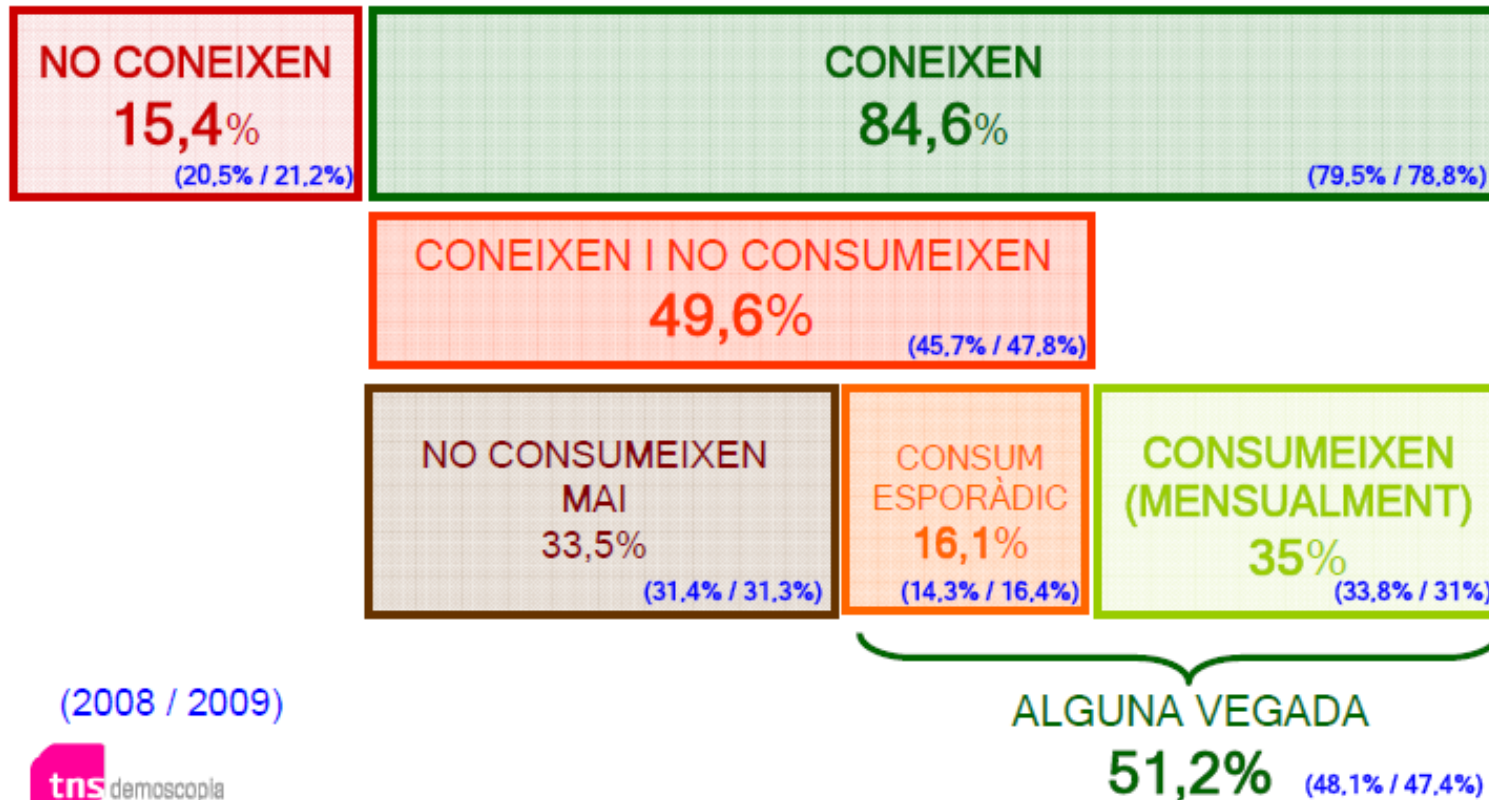 NO CONEIXEN
15,4%
(20,5% / 21,2%)
CONEIXEN
84,6%
(79,5% / 78,8%)
CONEIXEN I NO CONSUMEIXEN
49,6%
(45,7% / 47,8%)
NO CONSUMEIXEN
MAI
33,5%
(31,4% / 31,3%)
CONSUM
ESPORÀDIC
16,1%
(14,3% / 16,4%)
CONSUMEIXEN
(MENSUALMENT)
35%
(33,8% / 31%)
(2008 / 2009)
ALGUNA VEGADA
51,2% (48,1% / 47,4%)
tns demoscopia